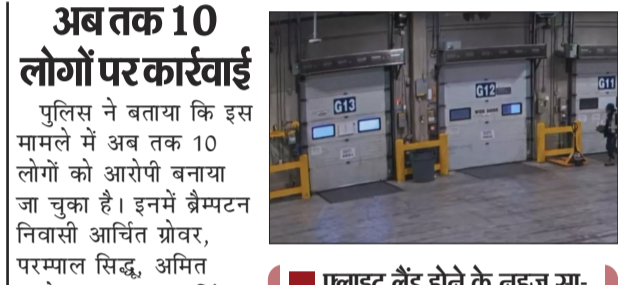 अब तक 10
लोगों पर कार्रवाई
पुलिस ने बताया कि इस
मामले में अब तक 10
लोगों को आरोपी बनाया
जा चुका है। इनमें ब्रैम्पटन
निवासी आर्चित ग्रोवर,
परम्पाल सिद्धू, अमित
G13
G12
G11
फ्लाइट लैंड होने के